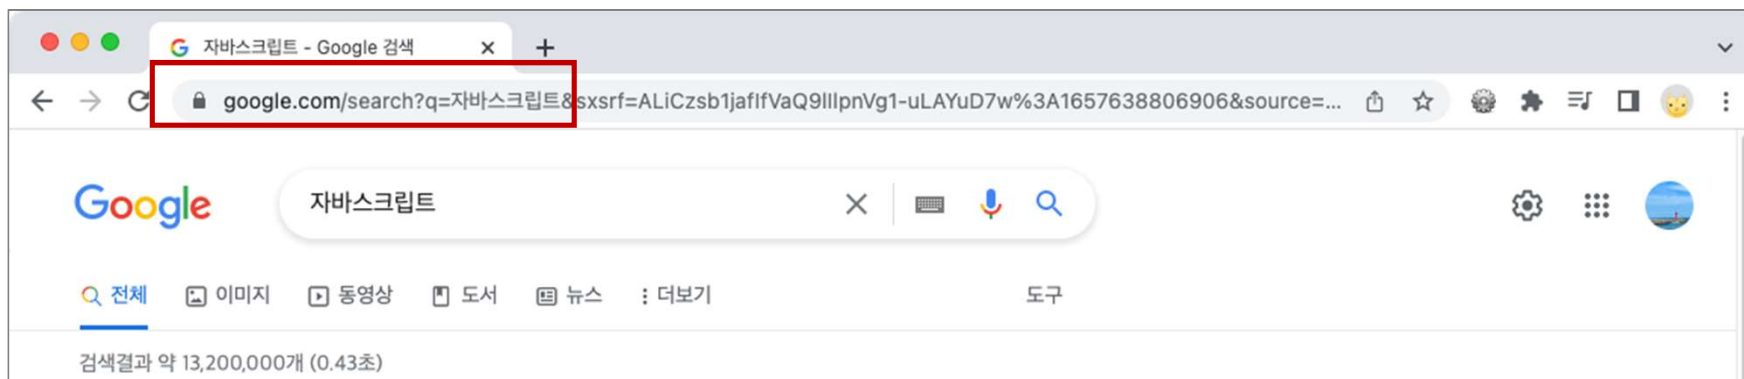 자바스크립트 - Google 검색
google.com/search?q=자바스크립트&sxsrf=ALiCzsb1jafIfVaQ9IIIpnVg1-uLAYuD7w%3A1657638806906&source=...
Google 자바스크립트
전체 이미지 동영상 도서 뉴스 더보기 도구
검색결과 약 13,200,000개 (0.43초)